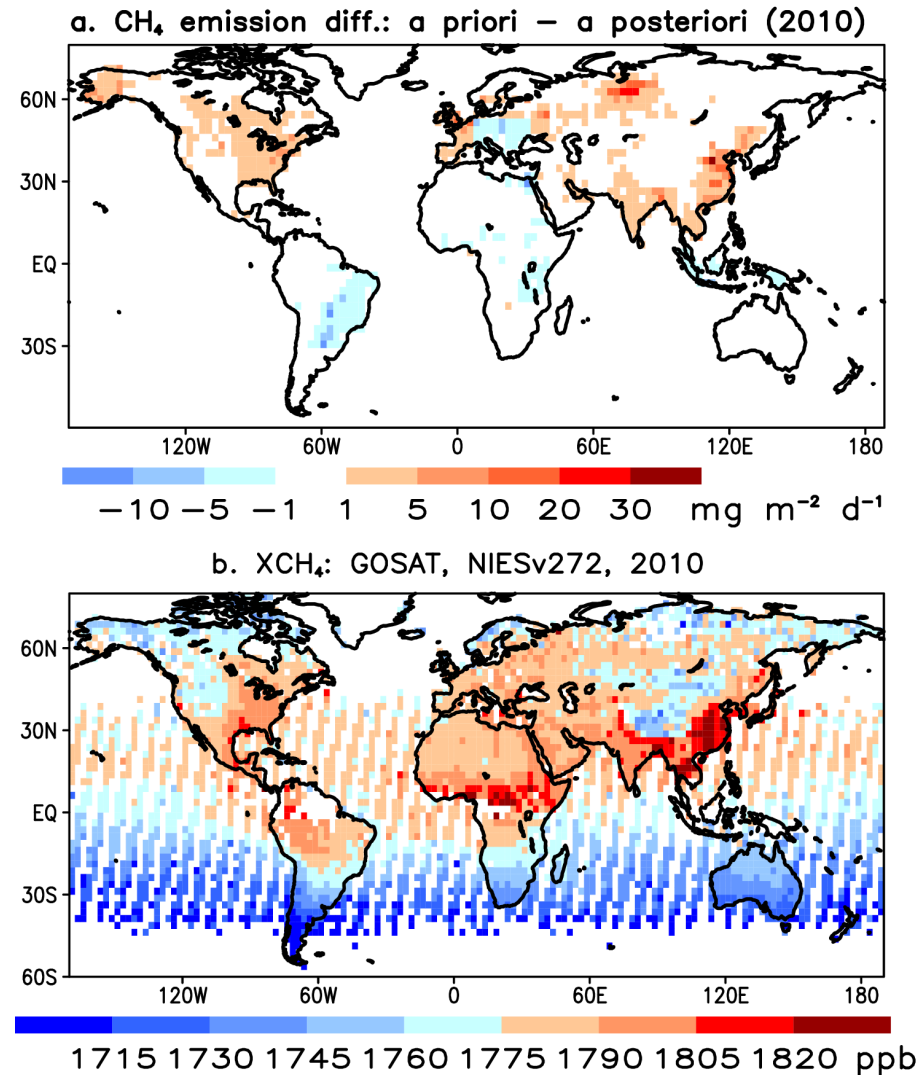 a. CH₄ emission diff.: a priori − a posteriori (2010)
60N
30N
EQ
30S
120W 60W 0 60E 120E 180
−10 −5 −1 1 5 10 20 30 mg m⁻² d⁻¹
b. XCH₄: GOSAT, NIESv272, 2010
60N
30N
EQ
30S
60S
120W 60W 0 60E 120E 180
1715 1730 1745 1760 1775 1790 1805 1820 ppb